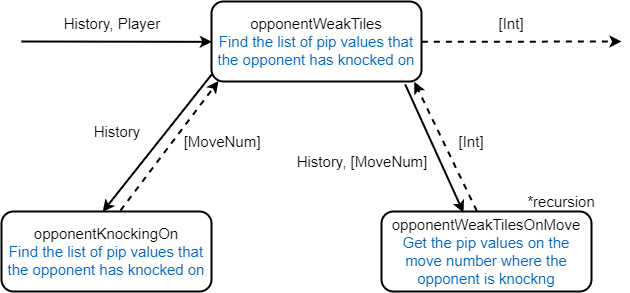 History, Player
opponentWeakTiles
Find the list of pip values that
the opponent has knocked on
[Int]
History
[MoveNum]
History, [MoveNum]
[Int]
*recursion
opponentKnockingOn
Find the list of pip values that
the opponent has knocked on
opponentWeakTilesOnMove
Get the pip values on the
move number where the
opponent is knockng